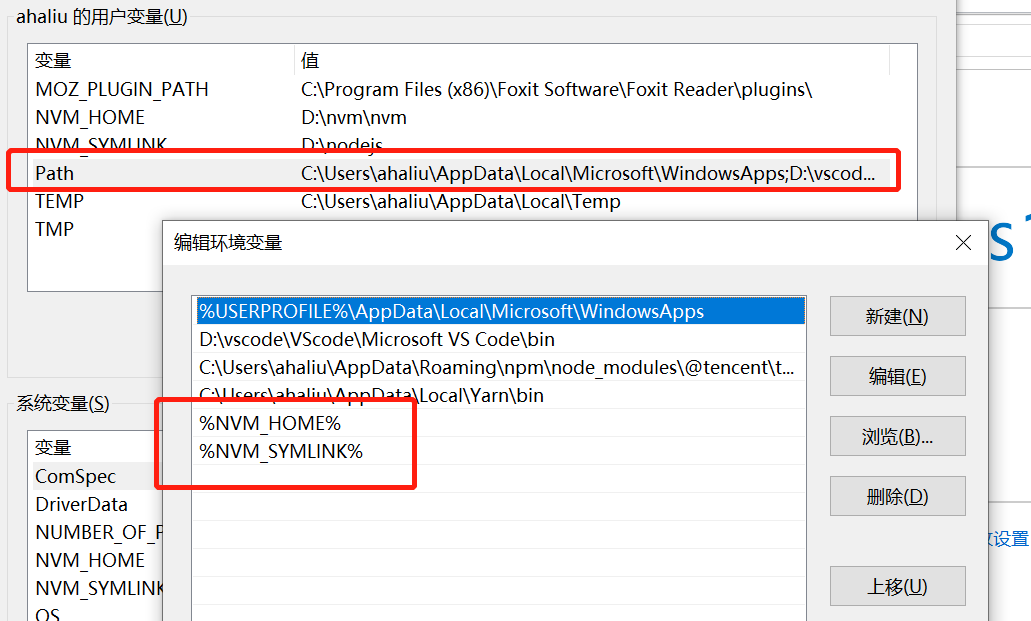 ahaliu 的用户变量(U)
变量 值
MOZ_PLUGIN_PATH C:\Program Files (x86)\Foxit Software\Foxit Reader\plugins\
NVM_HOME D:\nvm\nvm
NVM_SYMLINK D:\nodejs
Path C:\Users\ahaliu\AppData\Local\Microsoft\WindowsApps;D:\vscod...
TEMP C:\Users\ahaliu\AppData\Local\Temp
TMP
编辑环境变量
%USERPROFILE%\AppData\Local\Microsoft\WindowsApps
D:\vscode\VScode\Microsoft VS Code\bin
C:\Users\ahaliu\AppData\Roaming\npm\node_modules\@tencent\t...
C:\Users\ahaliu\AppData\Local\Yarn\bin
%NVM_HOME%
%NVM_SYMLINK%
新建(N)
编辑(E)
浏览(B)...
删除(D)
上移(U)
系统变量(S)
变量
ComSpec
DriverData
NUMBER_OF_P
NVM_HOME
NVM_SYMLINK
OS
设置